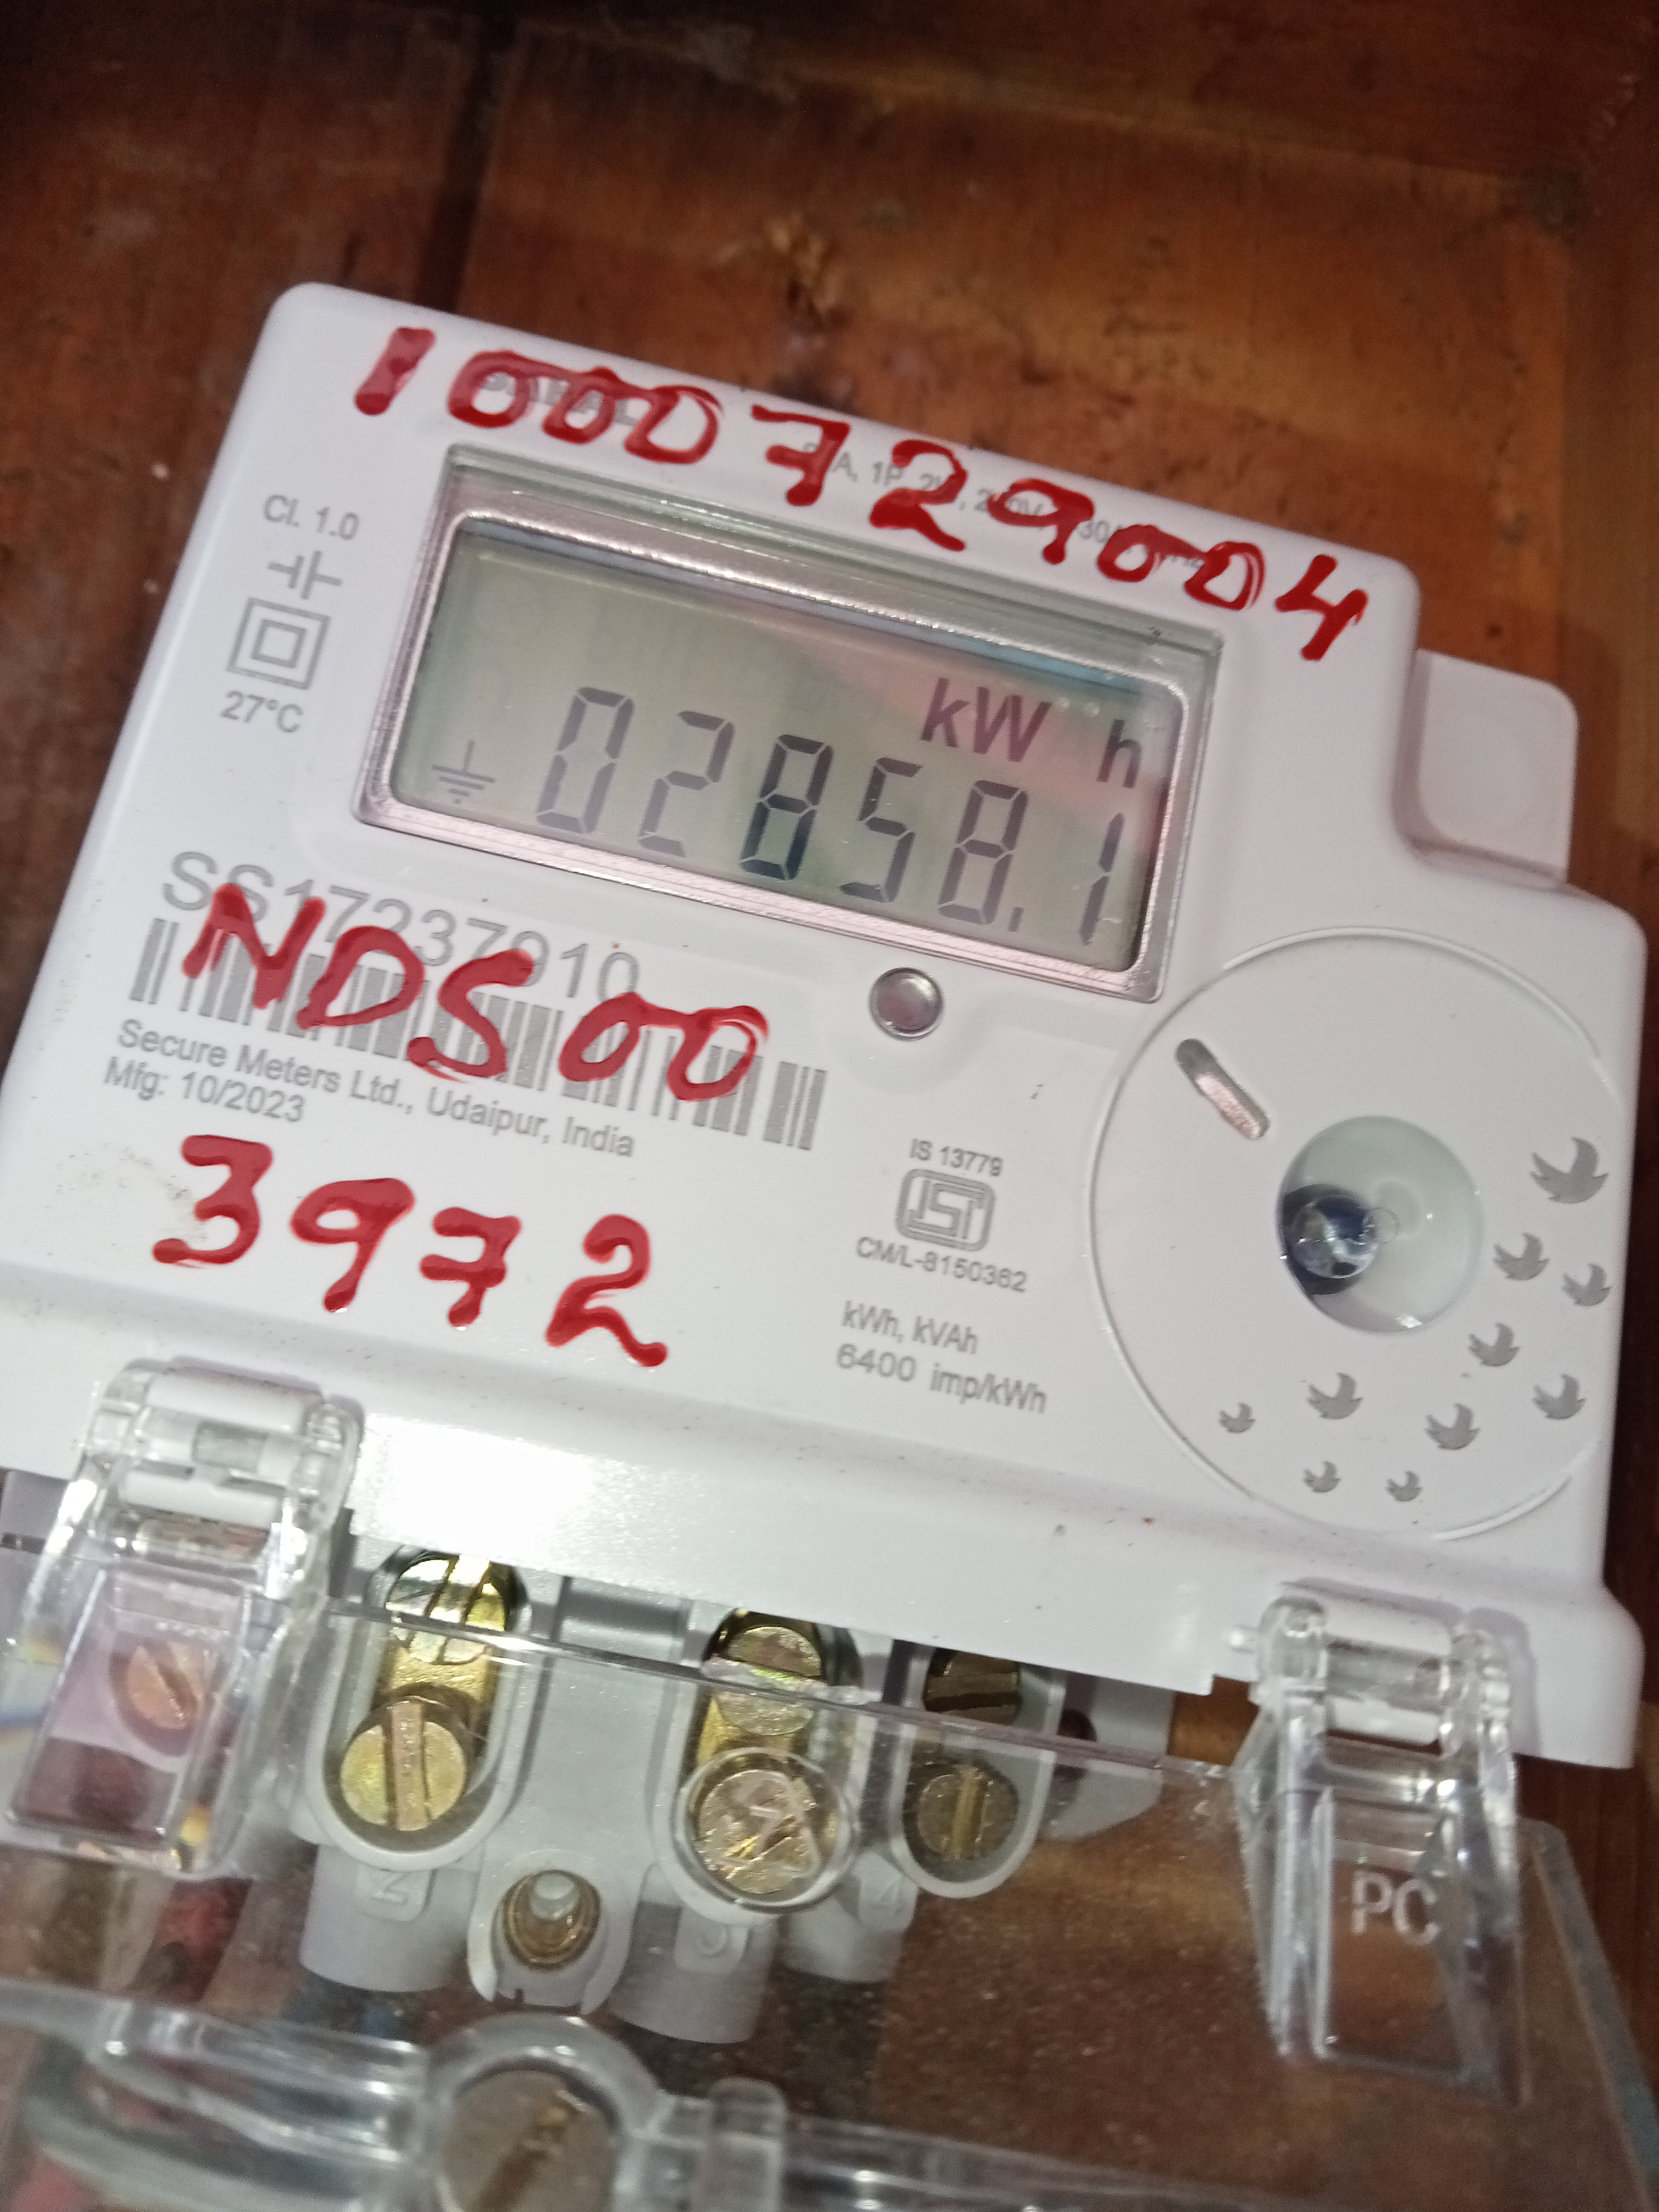 1000729004
Cl. 1.0
27°C
kW h
02858.1
SS17237910
NDS00
Secure Meters Ltd., Udaipur, India
Mfg: 10/2023
3972
IS 13779
ISI
CM/L-8150362
kWh, kVAh
6400 imp/kWh
PC